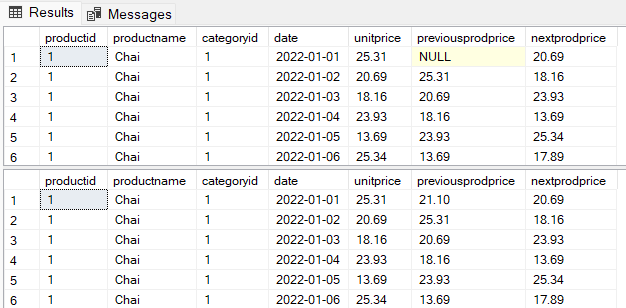 Results Messages
productid productname categoryid date unitprice previousprodprice nextprodprice
1 1 Chai 1 2022-01-01 25.31 NULL 20.69
2 1 Chai 1 2022-01-02 20.69 25.31 18.16
3 1 Chai 1 2022-01-03 18.16 20.69 23.93
4 1 Chai 1 2022-01-04 23.93 18.16 13.69
5 1 Chai 1 2022-01-05 13.69 23.93 25.34
6 1 Chai 1 2022-01-06 25.34 13.69 17.89
productid productname categoryid date unitprice previousprodprice nextprodprice
1 1 Chai 1 2022-01-01 25.31 21.10 20.69
2 1 Chai 1 2022-01-02 20.69 25.31 18.16
3 1 Chai 1 2022-01-03 18.16 20.69 23.93
4 1 Chai 1 2022-01-04 23.93 18.16 13.69
5 1 Chai 1 2022-01-05 13.69 23.93 25.34
6 1 Chai 1 2022-01-06 25.34 13.69 17.89